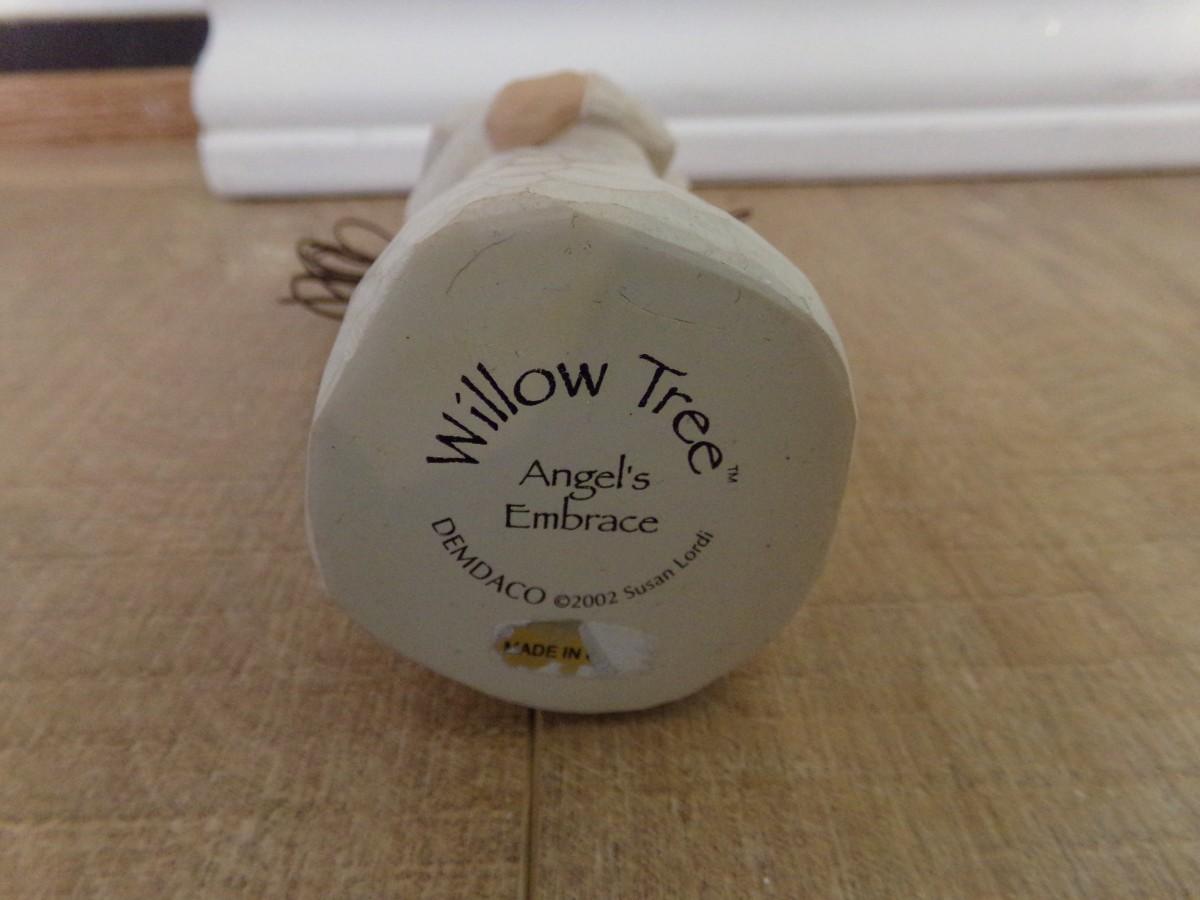 Willow Tree™
Angel's
Embrace
DEMDACO ©2002 Susan Lordi
MADE IN